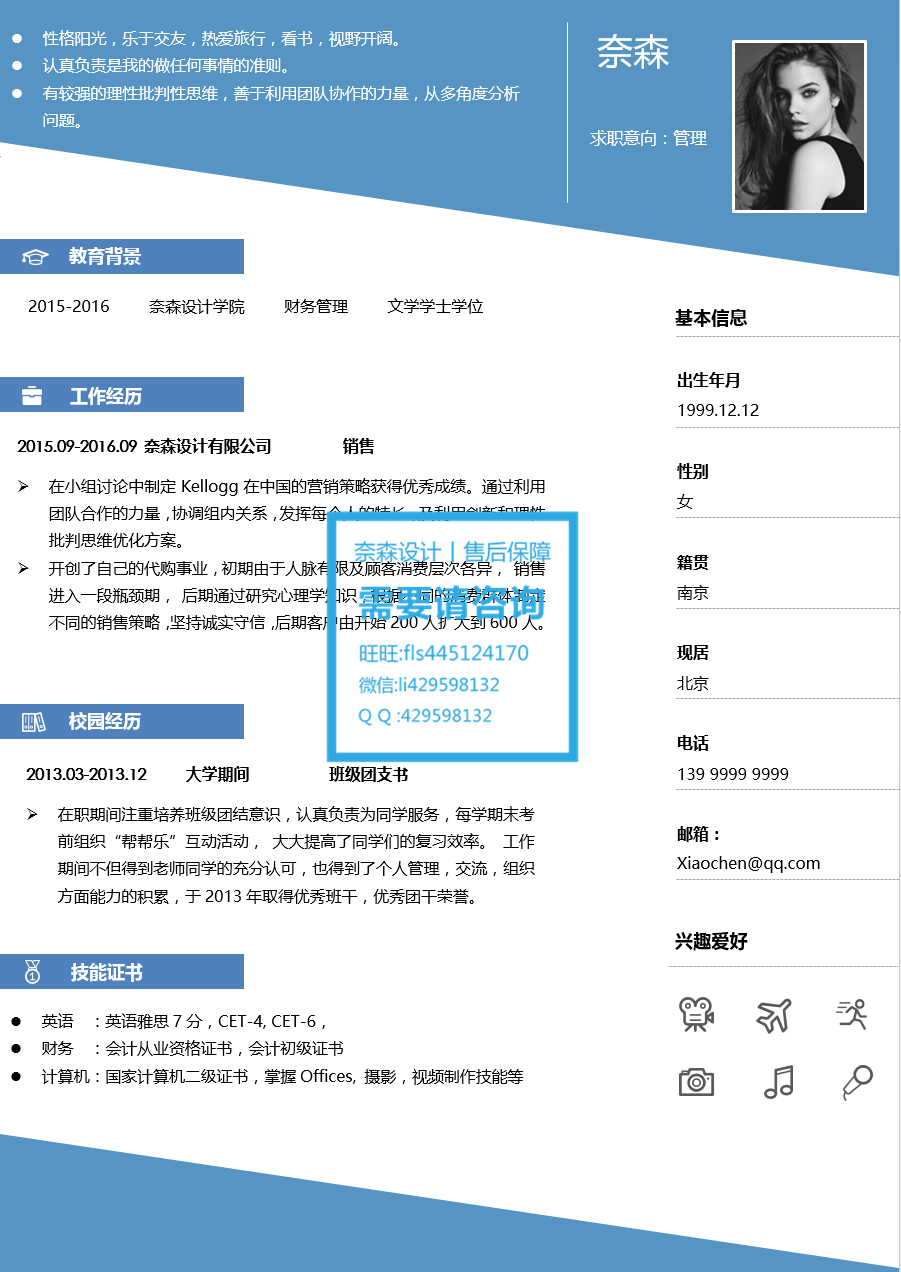 性格阳光，乐于交友，热爱旅行，看书，视野开阔。
认真负责是我的做任何事情的准则。
有较强的理性批判性思维，善于利用团队协作的力量，从多角度分析
问题。
奈森
求职意向：管理
教育背景
2015-2016 奈森设计学院 财务管理 文学学士学位
工作经历
2015.09-2016.09 奈森设计有限公司 销售
在小组讨论中制定 Kellogg 在中国的营销策略获得优秀成绩。通过利用
团队合作的力量，协调组内关系，发挥每个人的特长，及利用创新和理性
批判思维优化方案。
开创了自己的代购事业，初期由于人脉有限及顾客消费层次各异， 销售
进入一段瓶颈期， 后期通过研究心理学知识，根据
不同的销售策略，坚持诚实守信，后期客户由开始 200 人扩大到 600 人。
奈森设计丨售后保障
需要请咨询
旺旺:fls445124170
微信:li429598132
Q Q :429598132
校园经历
2013.03-2013.12 大学期间 班级团支书
在职期间注重培养班级团结意识，认真负责为同学服务，每学期末考
前组织“帮帮乐”互动活动， 大大提高了同学们的复习效率。 工作
期间不但得到老师同学的充分认可，也得到了个人管理，交流，组织
方面能力的积累，于 2013 年取得优秀班干，优秀团干荣誉。
技能证书
英语 ：英语雅思 7 分，CET-4, CET-6，
财务 ：会计从业资格证书，会计初级证书
计算机：国家计算机二级证书，掌握 Offices, 摄影，视频制作技能等
基本信息
出生年月
1999.12.12
性别
女
籍贯
南京
现居
北京
电话
139 9999 9999
邮箱：
Xiaochen@qq.com
兴趣爱好